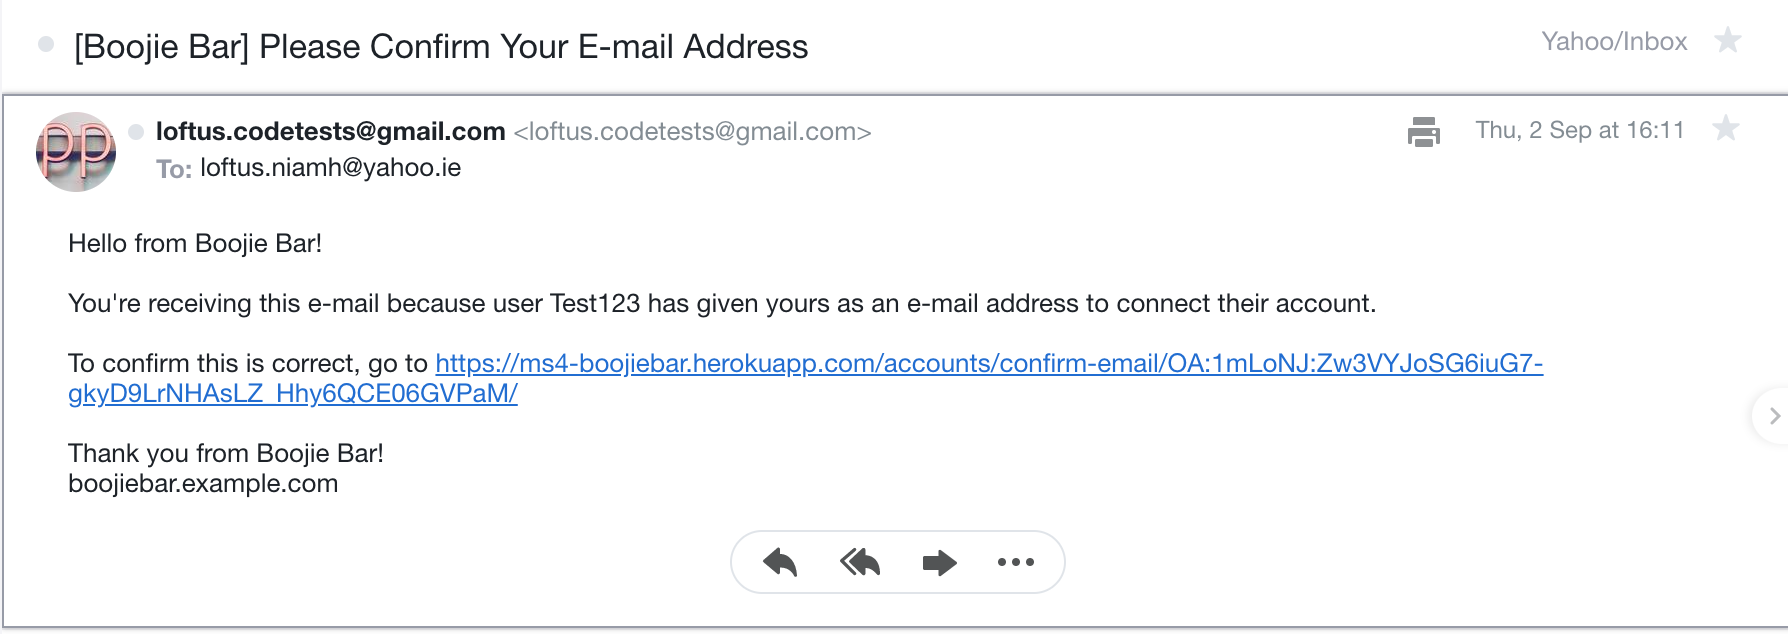 [Boojie Bar] Please Confirm Your E-mail Address
Yahoo/Inbox
PP
loftus.codetests@gmail.com <loftus.codetests@gmail.com>
Thu, 2 Sep at 16:11
To: loftus.niamh@yahoo.ie
Hello from Boojie Bar!
You're receiving this e-mail because user Test123 has given yours as an e-mail address to connect their account.
To confirm this is correct, go to https://ms4-boojiebar.herokuapp.com/accounts/confirm-email/OA:1mLoNJ:Zw3VYJoSG6iuG7-
gkyD9LrNHAsLZ_Hhy6QCE06GVPaM/
Thank you from Boojie Bar!
boojiebar.example.com